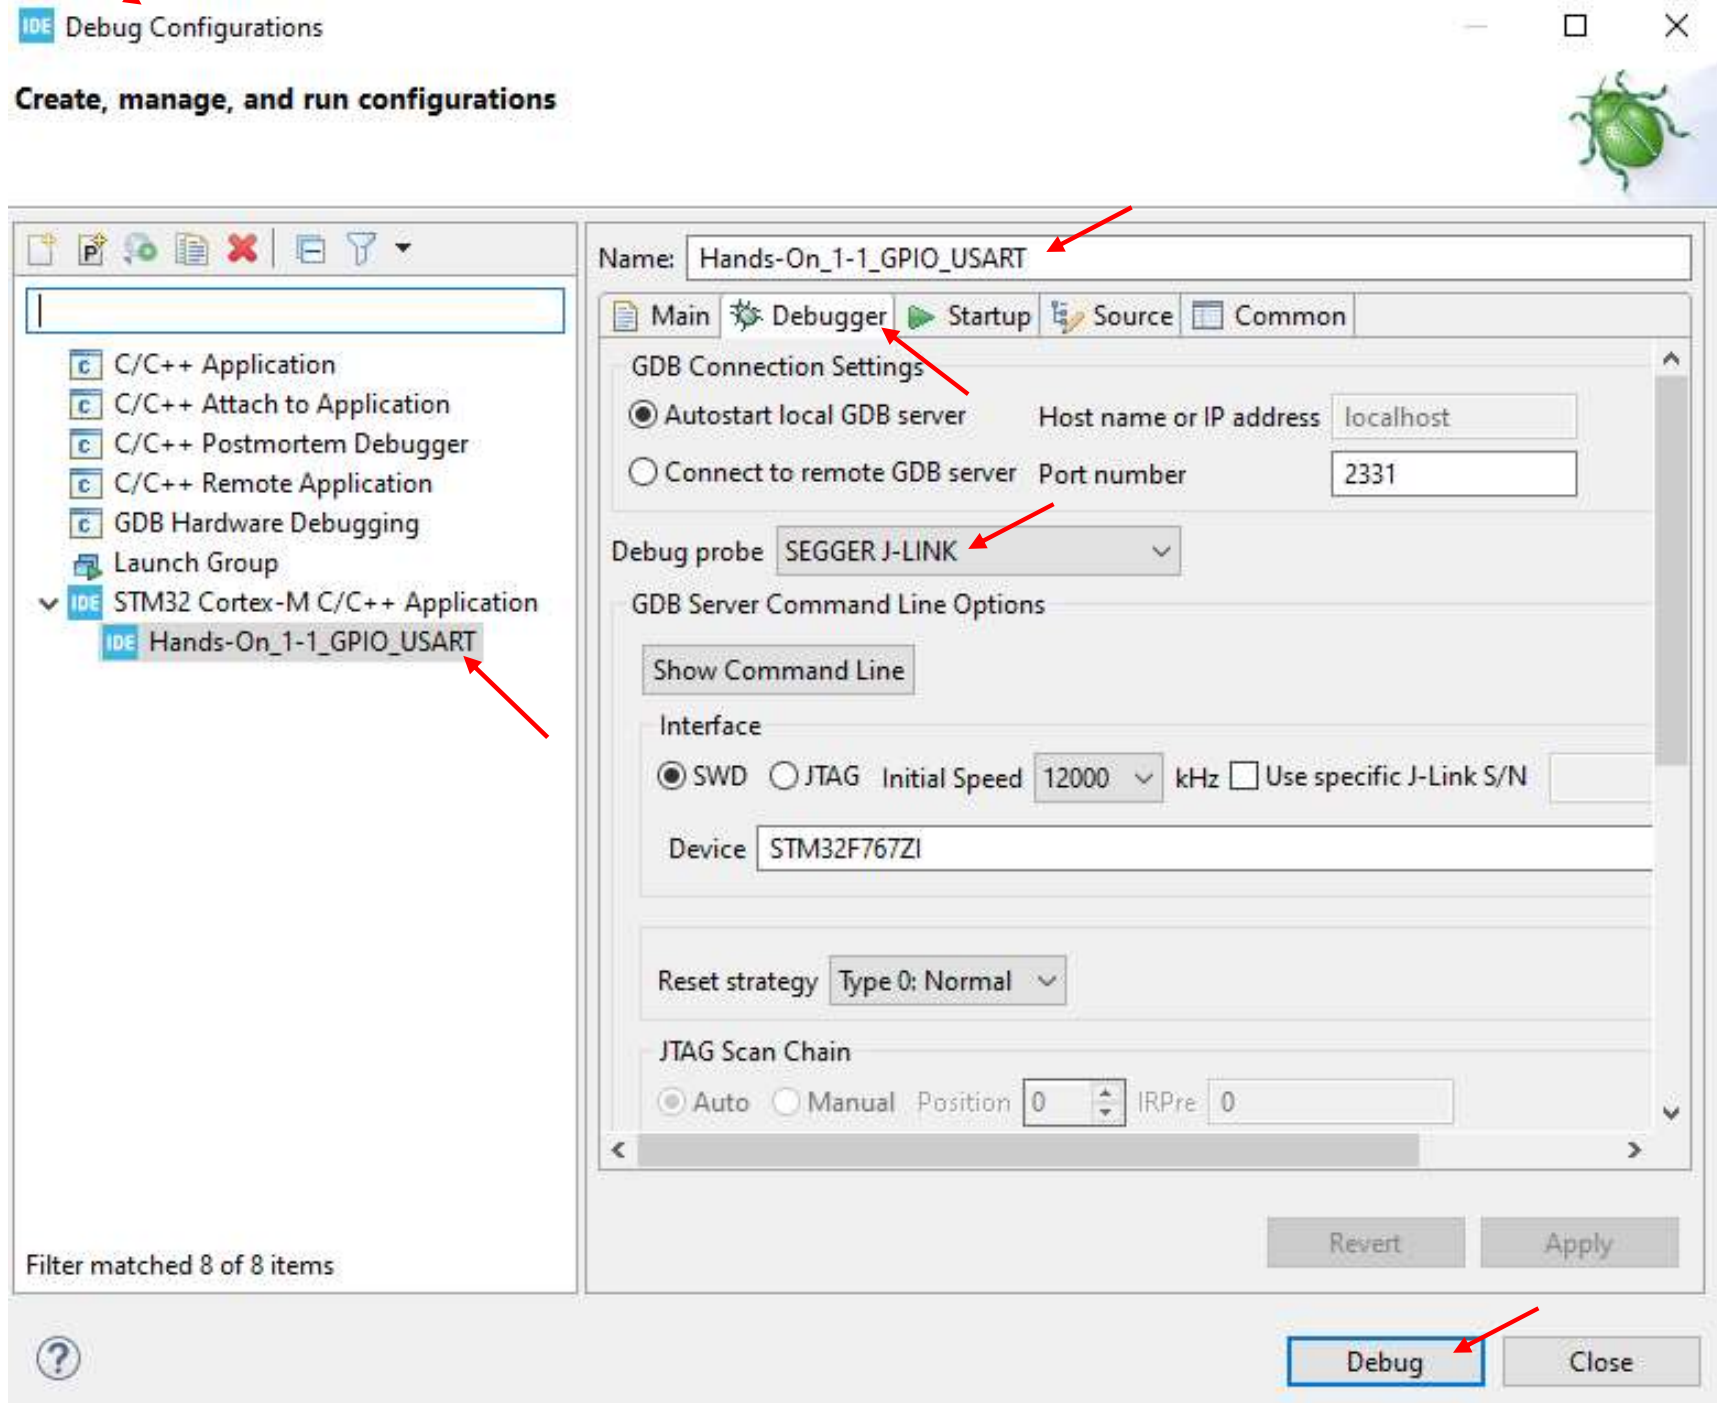 IDE Debug Configurations
Create, manage, and run configurations
Name: Hands-On_1-1_GPIO_USART
Main Debugger Startup Source Common
C/C++ Application
C/C++ Attach to Application
C/C++ Postmortem Debugger
C/C++ Remote Application
GDB Hardware Debugging
Launch Group
IDE STM32 Cortex-M C/C++ Application
IDE Hands-On_1-1_GPIO_USART
Filter matched 8 of 8 items
GDB Connection Settings
Autostart local GDB server Host name or IP address localhost
Connect to remote GDB server Port number 2331
Debug probe SEGGER J-LINK
GDB Server Command Line Options
Show Command Line
Interface
SWD JTAG Initial Speed 12000 kHz Use specific J-Link S/N
Device STM32F767ZI
Reset strategy Type 0: Normal
JTAG Scan Chain
Auto Manual Position 0 IRPre 0
Revert Apply
Debug Close